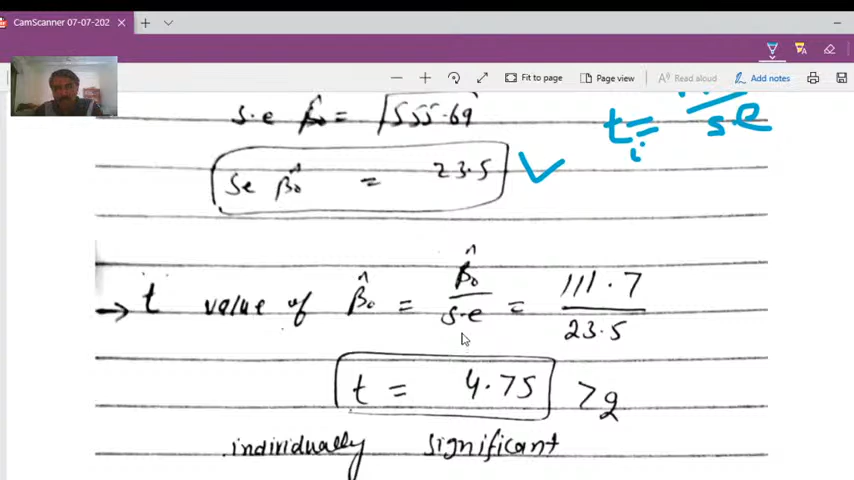 CamScanner 07-07-202
Fit to page
Page view
Read aloud
Add notes
s.e β̂₀ = √555.69
t = / s.e
i
Se β̂₀ = 23.5
→ t value of β̂₀ = β̂₀ / s.e = 111.7 / 23.5
t = 4.75 >2
individually significant